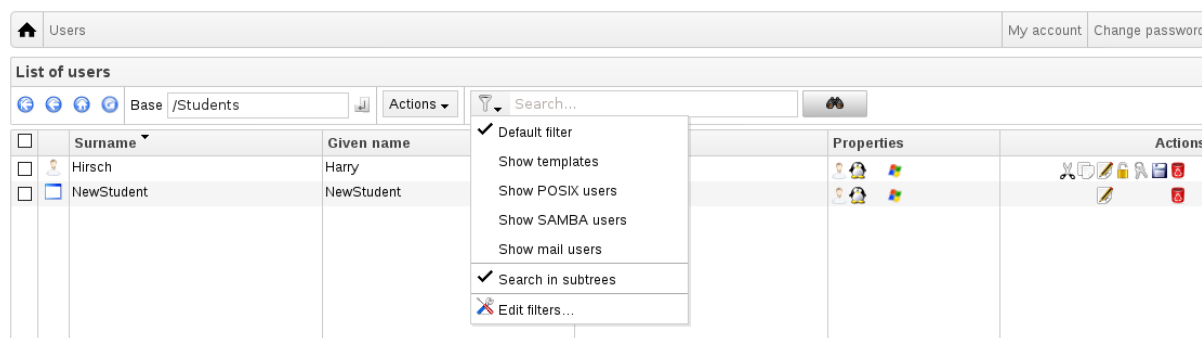 Users My account Change password
List of users
Base /Students Actions Search...
Surname Given name Properties Actions
Default filter
Hirsch Harry
Show templates
NewStudent NewStudent
Show POSIX users
Show SAMBA users
Show mail users
Search in subtrees
Edit filters...